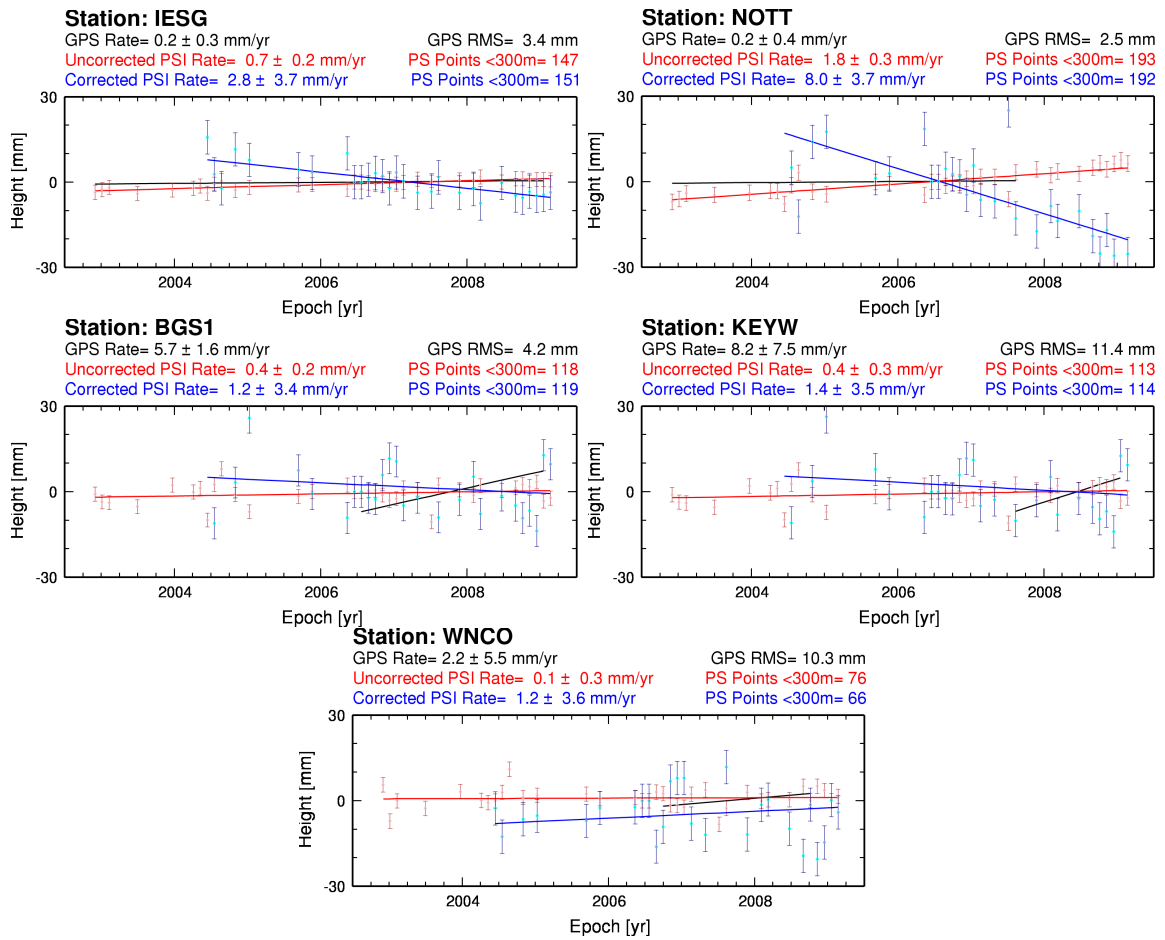 Station: IESG
GPS Rate= 0.2 ± 0.3 mm/yr GPS RMS= 3.4 mm
Uncorrected PSI Rate= 0.7 ± 0.2 mm/yr PS Points <300m= 147
Corrected PSI Rate= 2.8 ± 3.7 mm/yr PS Points <300m= 151
30
0
-30
Height [mm]
2004 2006 2008
Epoch [yr]
Station: NOTT
GPS Rate= 0.2 ± 0.4 mm/yr GPS RMS= 2.5 mm
Uncorrected PSI Rate= 1.8 ± 0.3 mm/yr PS Points <300m= 193
Corrected PSI Rate= 8.0 ± 3.7 mm/yr PS Points <300m= 192
30
0
-30
Height [mm]
2004 2006 2008
Epoch [yr]
Station: BGS1
GPS Rate= 5.7 ± 1.6 mm/yr GPS RMS= 4.2 mm
Uncorrected PSI Rate= 0.4 ± 0.2 mm/yr PS Points <300m= 118
Corrected PSI Rate= 1.2 ± 3.4 mm/yr PS Points <300m= 119
30
0
-30
Height [mm]
2004 2006 2008
Epoch [yr]
Station: KEYW
GPS Rate= 8.2 ± 7.5 mm/yr GPS RMS= 11.4 mm
Uncorrected PSI Rate= 0.4 ± 0.3 mm/yr PS Points <300m= 113
Corrected PSI Rate= 1.4 ± 3.5 mm/yr PS Points <300m= 114
30
0
-30
Height [mm]
2004 2006 2008
Epoch [yr]
Station: WNCO
GPS Rate= 2.2 ± 5.5 mm/yr GPS RMS= 10.3 mm
Uncorrected PSI Rate= 0.1 ± 0.3 mm/yr PS Points <300m= 76
Corrected PSI Rate= 1.2 ± 3.6 mm/yr PS Points <300m= 66
30
0
-30
Height [mm]
2004 2006 2008
Epoch [yr]